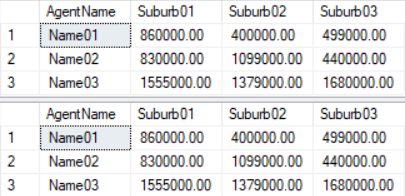 AgentName Suburb01 Suburb02 Suburb03
1 Name01 860000.00 400000.00 499000.00
2 Name02 830000.00 1099000.00 440000.00
3 Name03 1555000.00 1379000.00 1680000.00
AgentName Suburb01 Suburb02 Suburb03
1 Name01 860000.00 400000.00 499000.00
2 Name02 830000.00 1099000.00 440000.00
3 Name03 1555000.00 1379000.00 1680000.00